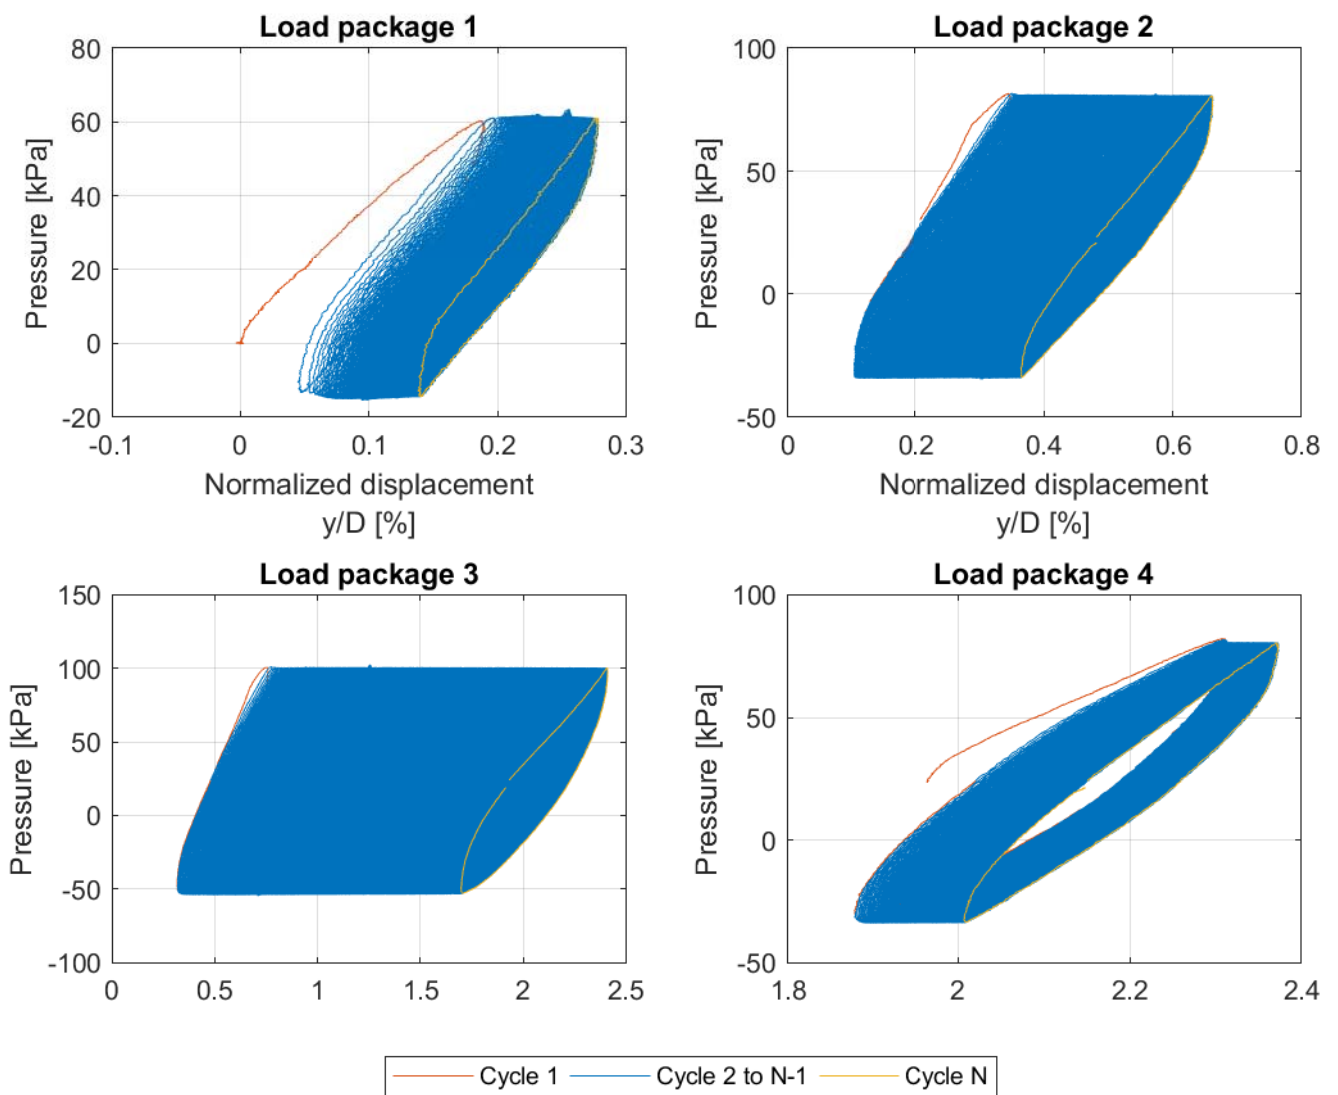 Load package 1
80
60
40
20
0
-20
Pressure [kPa]
-0.1 0 0.1 0.2 0.3
Normalized displacement
y/D [%]
Load package 2
100
50
0
-50
Pressure [kPa]
0 0.2 0.4 0.6 0.8
Normalized displacement
y/D [%]
Load package 3
150
100
50
0
-50
-100
Pressure [kPa]
0 0.5 1 1.5 2 2.5
Load package 4
100
50
0
-50
Pressure [kPa]
1.8 2 2.2 2.4
Cycle 1 Cycle 2 to N-1 Cycle N